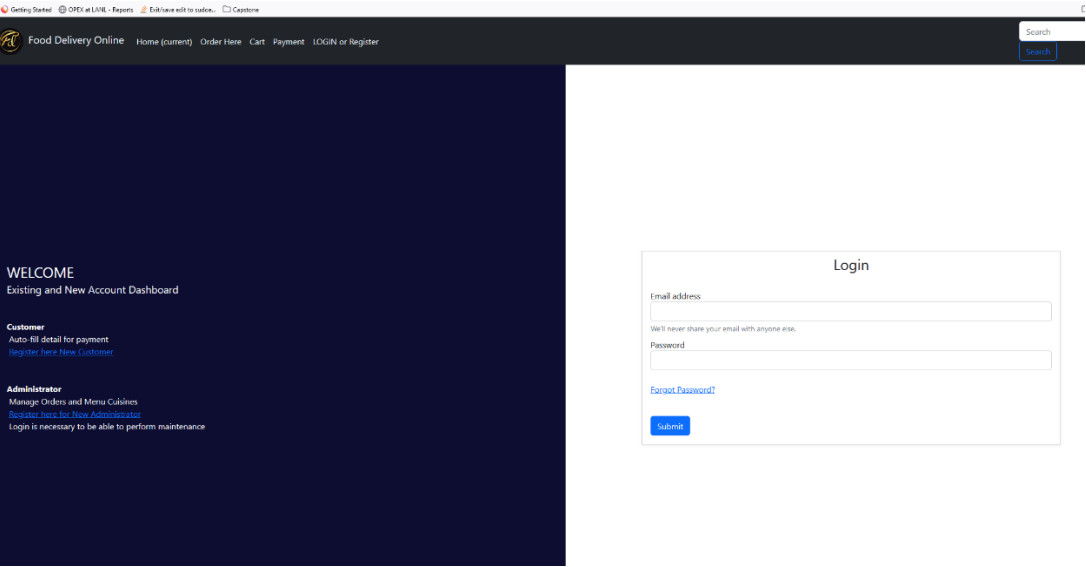 Getting Started OPEX at LANL - Reports Exit/save edit to sudoe... Capstone
Food Delivery Online Home (current) Order Here Cart Payment LOGIN or Register
Search
Search
WELCOME
Existing and New Account Dashboard
Customer
Auto-fill detail for payment
Register here New Customer
Administrator
Manage Orders and Menu Cuisines
Register here for New Administrator
Login is necessary to be able to perform maintenance
Login
Email address
We'll never share your email with anyone else.
Password
Forgot Password?
Submit